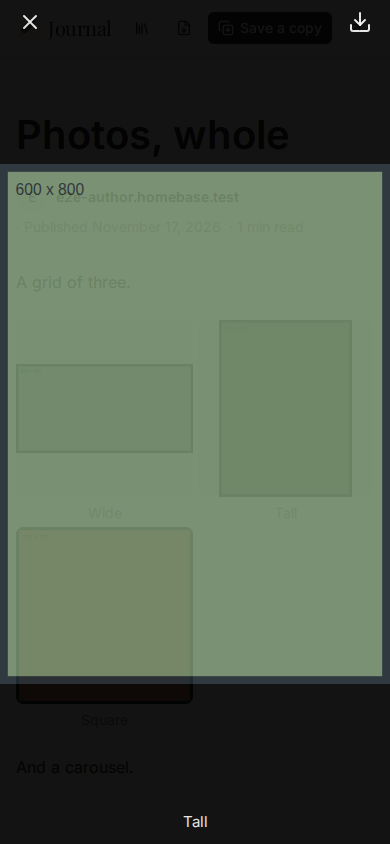 Journal
Save a copy
Photos, whole
600 x 800
E
eze-author.homebase.test
Published November 17, 2026 · 1 min read
A grid of three.
Wide
Tall
Square
And a carousel.
Tall